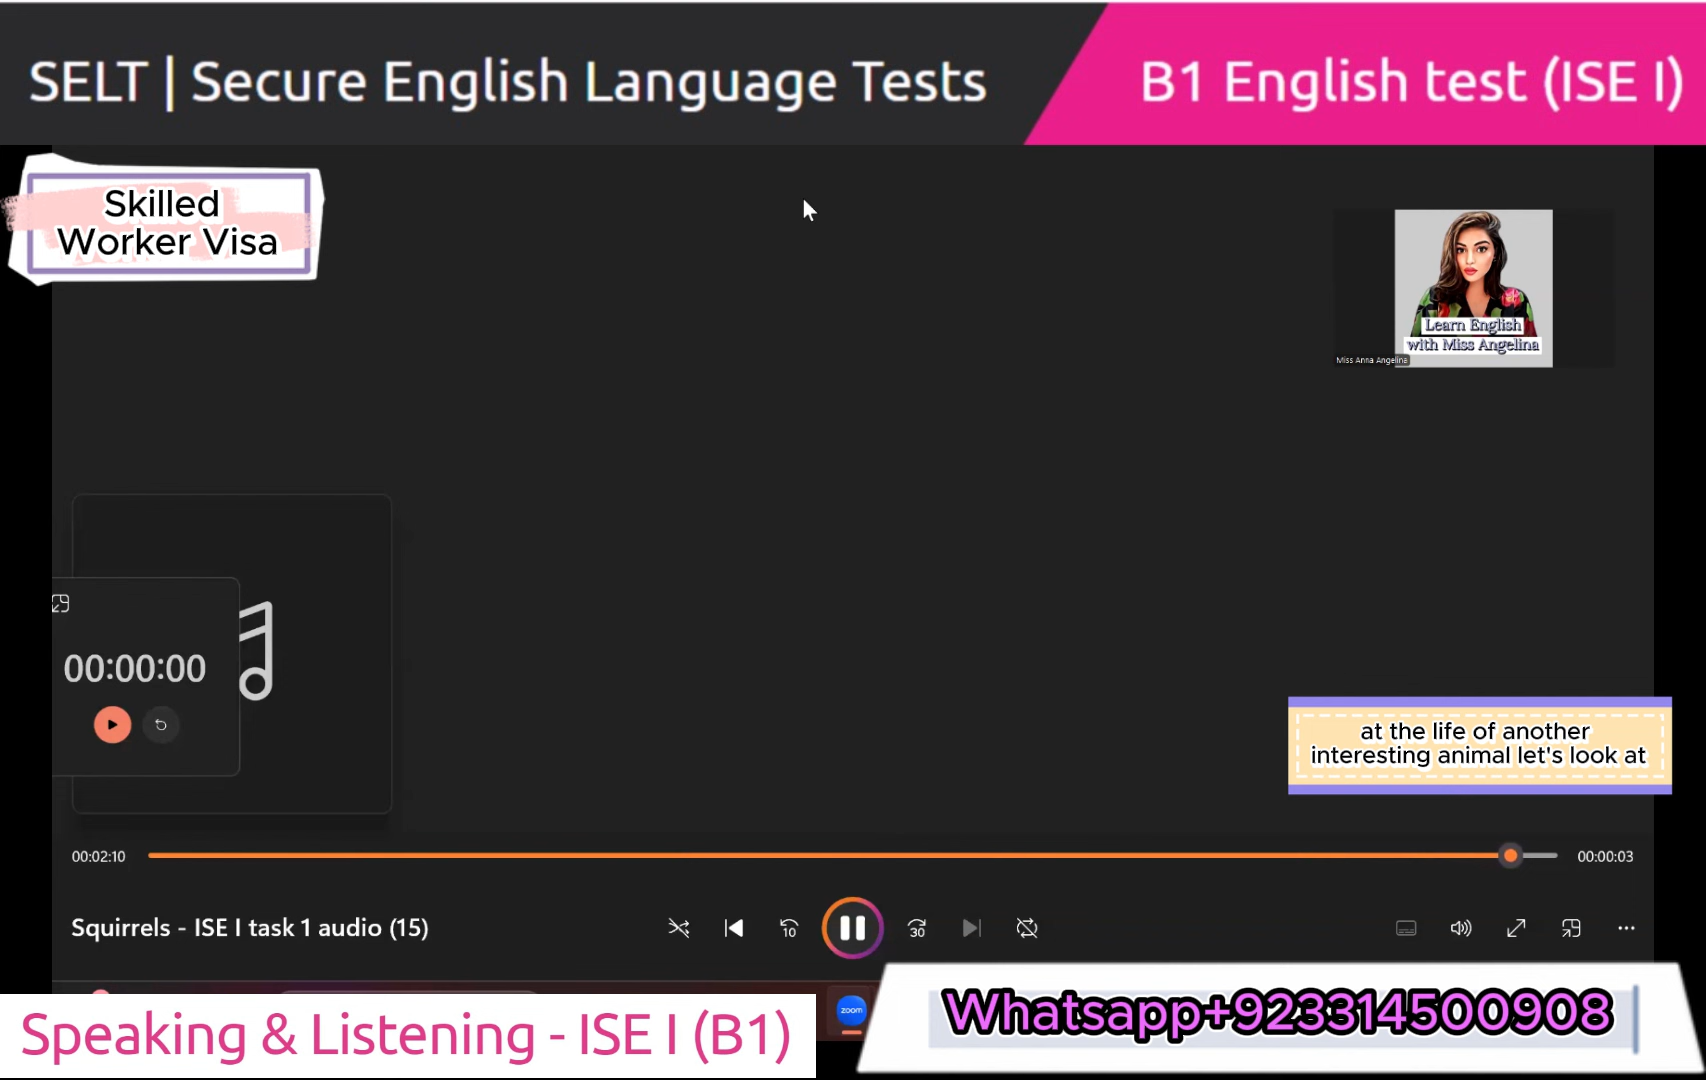 SELT | Secure English Language Tests
B1 English test (ISE I)
Skilled
Worker Visa
Learn English
with Miss Angelina
Miss Anna Angelina
00:00:00
at the life of another
interesting animal let's look at
00:02:10
00:00:03
Squirrels - ISE I task 1 audio (15)
10
30
zoom
Speaking & Listening - ISE I (B1)
Whatsapp+923314500908